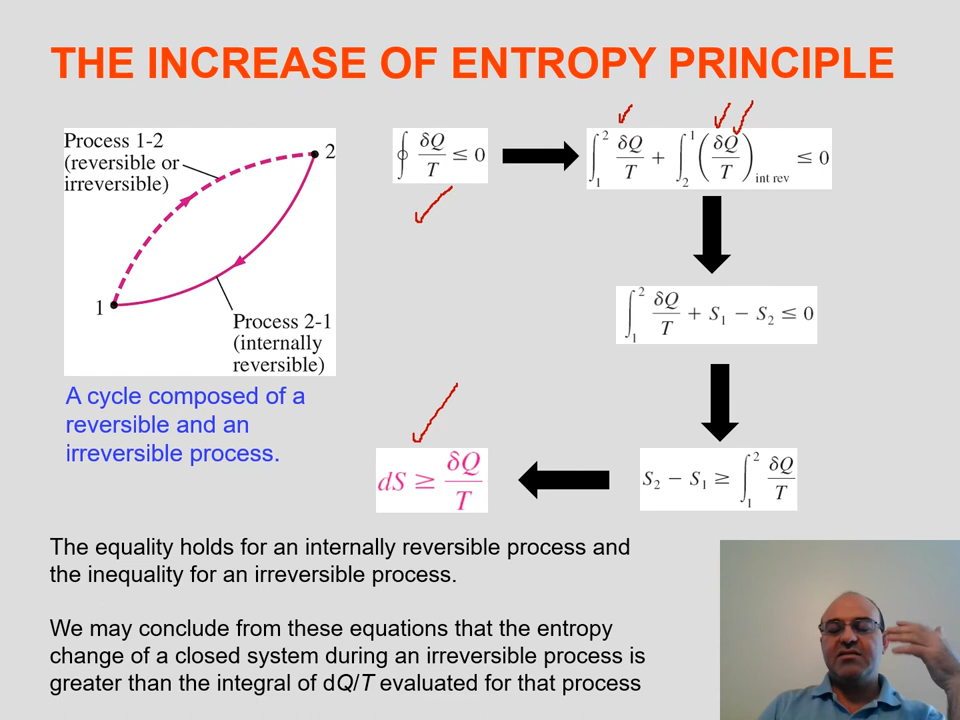 THE INCREASE OF ENTROPY PRINCIPLE
Process 1-2
(reversible or
irreversible)
2
1
Process 2-1
(internally
reversible)
A cycle composed of a
reversible and an
irreversible process.
∮ δQ/T ≤ 0
∫₁² δQ/T + ∫₂¹ (δQ/T)int rev ≤ 0
∫₁² δQ/T + S₁ − S₂ ≤ 0
S₂ − S₁ ≥ ∫₁² δQ/T
dS ≥ δQ/T
The equality holds for an internally reversible process and
the inequality for an irreversible process.
We may conclude from these equations that the entropy
change of a closed system during an irreversible process is
greater than the integral of dQ/T evaluated for that process